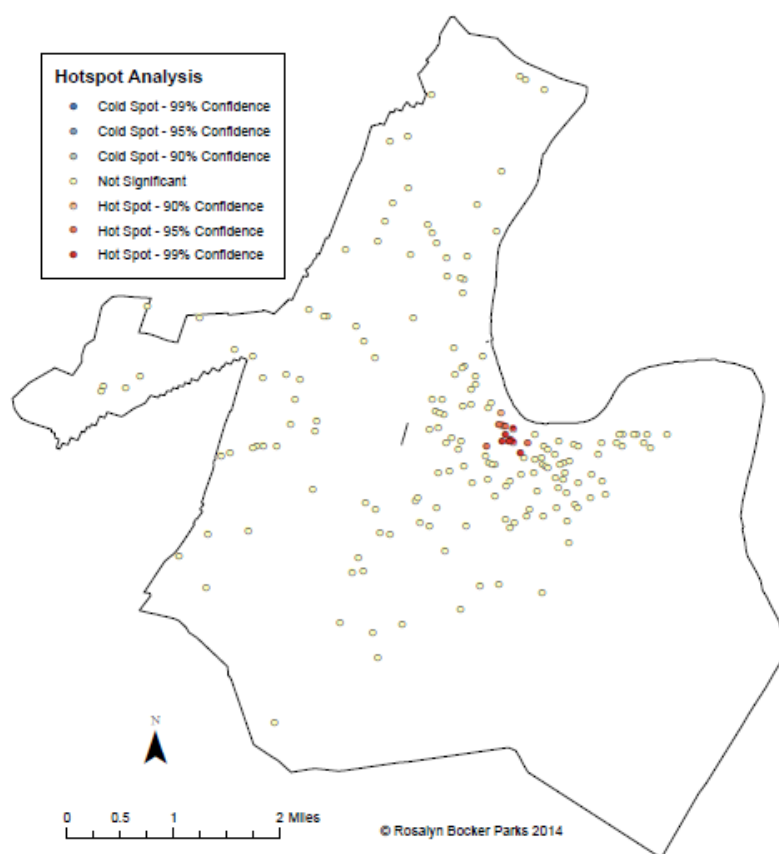 Hotspot Analysis
Cold Spot - 99% Confidence
Cold Spot - 95% Confidence
Cold Spot - 90% Confidence
Not Significant
Hot Spot - 90% Confidence
Hot Spot - 95% Confidence
Hot Spot - 99% Confidence
N
0 0.5 1 2 Miles
© Rosalyn Bocker Parks 2014